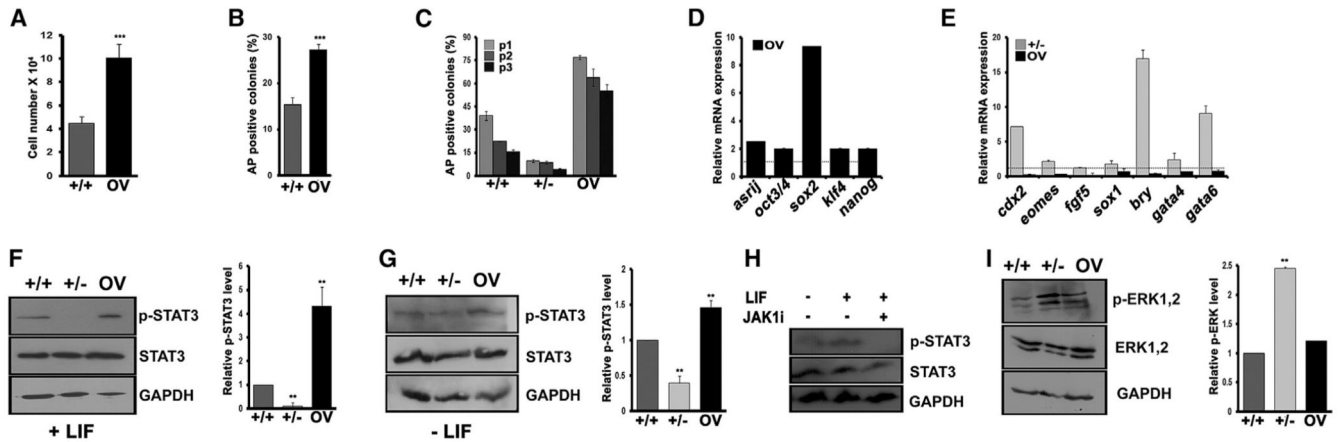 A
Cell number X 10⁴
12
10
8
6
4
2
0
***
+/+ OV
B
AP positive colonies (%)
30
20
10
0
***
+/+ OV
C
AP positive colonies (%)
90
75
60
45
30
15
0
p1
p2
p3
+/+ +/- OV
D
Relative mRNA expression
10
8
6
4
2
0
OV
asrij oct3/4 sox2 klf4 nanog
E
Relative mRNA expression
20
15
10
5
0
+/-
OV
cdx2 eomes fgf5 sox1 bry gata4 gata6
F
+/+ +/- OV
p-STAT3
STAT3
GAPDH
+ LIF
Relative p-STAT3 level
6
5
4
3
2
1
0
**
**
+/+ +/- OV
G
+/+ +/- OV
p-STAT3
STAT3
GAPDH
- LIF
Relative p-STAT3 level
2
1.5
1
0.5
0
**
**
+/+ +/- OV
H
LIF - + +
JAK1i - - +
p-STAT3
STAT3
GAPDH
I
+/+ +/- OV
p-ERK1,2
ERK1,2
GAPDH
Relative p-ERK level
2.5
2.0
1.5
1.0
0.5
0
**
+/+ +/- OV